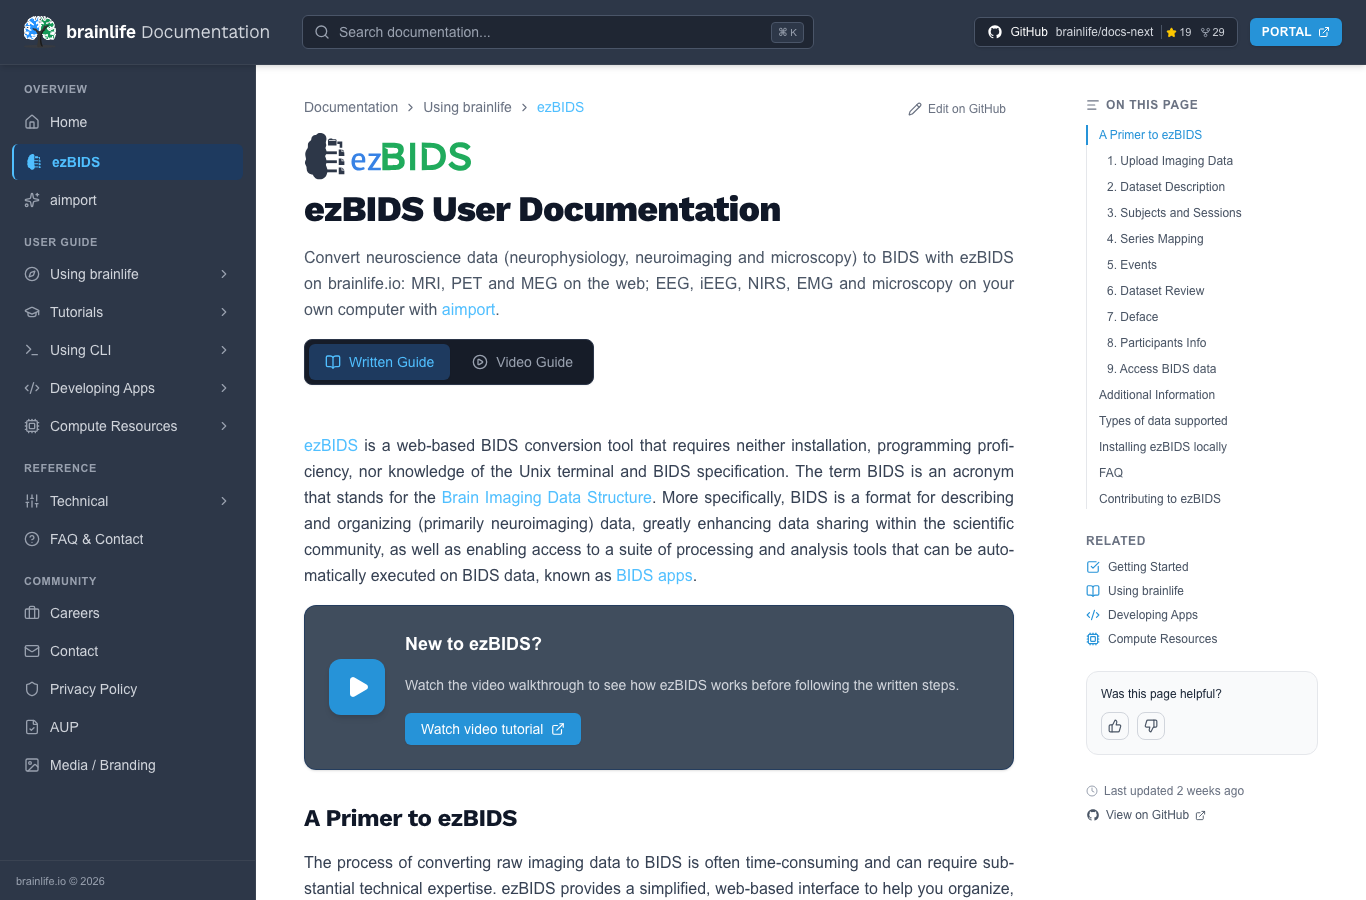 brainlife Documentation
Search documentation...
⌘ K
GitHub brainlife/docs-next 19 29
PORTAL
OVERVIEW
Home
ezBIDS
aimport
USER GUIDE
Using brainlife
Tutorials
Using CLI
Developing Apps
Compute Resources
REFERENCE
Technical
FAQ & Contact
COMMUNITY
Careers
Contact
Privacy Policy
AUP
Media / Branding
brainlife.io © 2026
Documentation > Using brainlife > ezBIDS
Edit on GitHub
ezBIDS
ezBIDS User Documentation
Convert neuroscience data (neurophysiology, neuroimaging and microscopy) to BIDS with ezBIDS
on brainlife.io: MRI, PET and MEG on the web; EEG, iEEG, NIRS, EMG and microscopy on your
own computer with aimport.
Written Guide
Video Guide
ezBIDS is a web-based BIDS conversion tool that requires neither installation, programming profi-
ciency, nor knowledge of the Unix terminal and BIDS specification. The term BIDS is an acronym
that stands for the Brain Imaging Data Structure. More specifically, BIDS is a format for describing
and organizing (primarily neuroimaging) data, greatly enhancing data sharing within the scientific
community, as well as enabling access to a suite of processing and analysis tools that can be auto-
matically executed on BIDS data, known as BIDS apps.
New to ezBIDS?
Watch the video walkthrough to see how ezBIDS works before following the written steps.
Watch video tutorial
A Primer to ezBIDS
The process of converting raw imaging data to BIDS is often time-consuming and can require sub-
stantial technical expertise. ezBIDS provides a simplified, web-based interface to help you organize,
ON THIS PAGE
A Primer to ezBIDS
1. Upload Imaging Data
2. Dataset Description
3. Subjects and Sessions
4. Series Mapping
5. Events
6. Dataset Review
7. Deface
8. Participants Info
9. Access BIDS data
Additional Information
Types of data supported
Installing ezBIDS locally
FAQ
Contributing to ezBIDS
RELATED
Getting Started
Using brainlife
Developing Apps
Compute Resources
Was this page helpful?
Last updated 2 weeks ago
View on GitHub